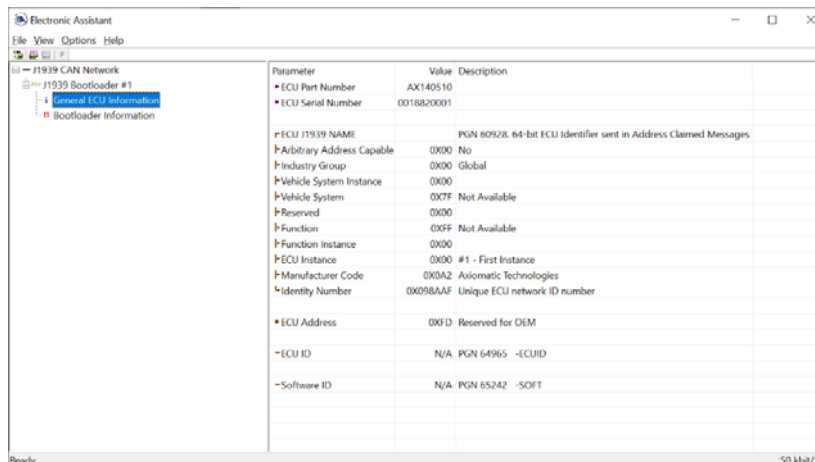 Electronic Assistant
File View Options Help
J1939 CAN Network
J1939 Bootloader #1
General ECU Information
Bootloader Information
Parameter Value Description
ECU Part Number AX140510
ECU Serial Number 0018820001
ECU J1939 NAME PGN 60928. 64-bit ECU Identifier sent in Address Claimed Messages
Arbitrary Address Capable 0X00 No
Industry Group 0X00 Global
Vehicle System Instance 0X00
Vehicle System 0X7F Not Available
Reserved 0X00
Function 0XFF Not Available
Function Instance 0X00
ECU Instance 0X00 #1 - First Instance
Manufacturer Code 0X0A2 Axiomatic Technologies
Identity Number 0X098AAF Unique ECU network ID number
ECU Address 0XFD Reserved for OEM
ECU ID N/A PGN 64965 -ECUID
Software ID N/A PGN 65242 -SOFT
Ready